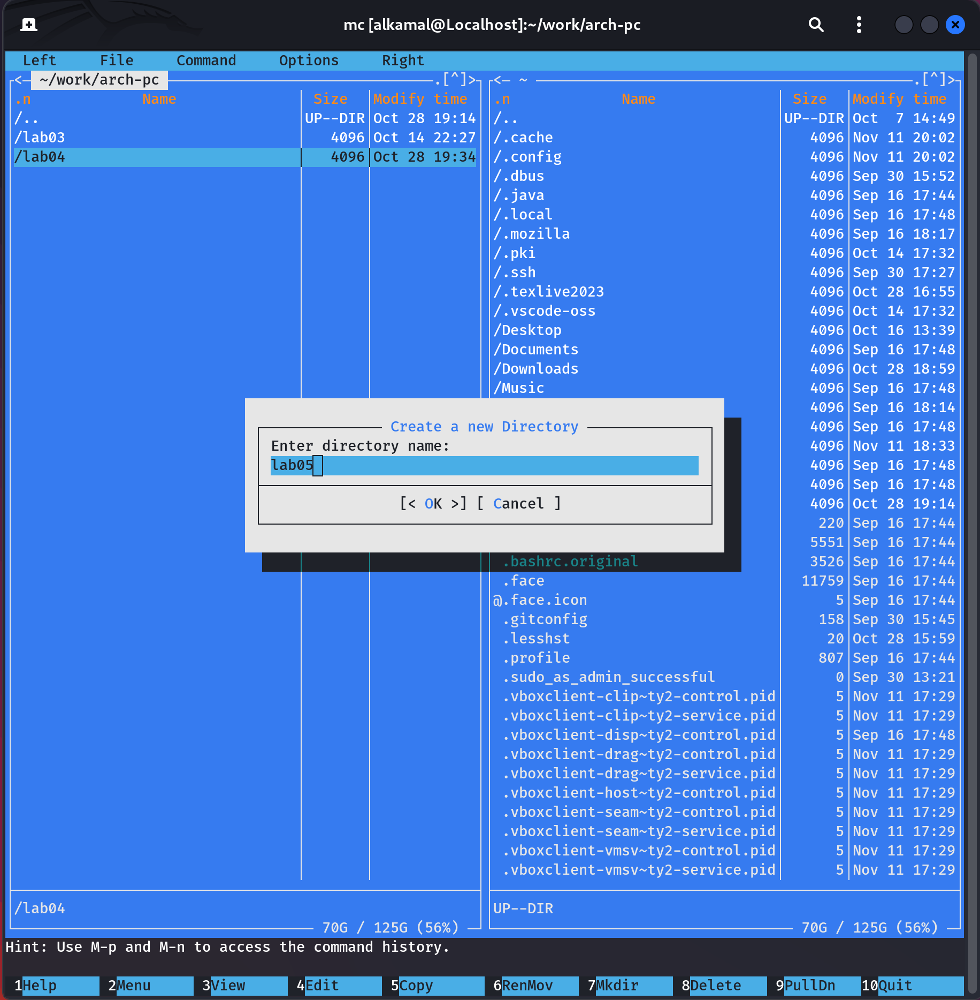 mc [alkamal@Localhost]:~/work/arch-pc
Left File Command Options Right
<— ~/work/arch-pc .[^]>
.n Name Size Modify time
/.. UP--DIR Oct 28 19:14
/lab03 4096 Oct 14 22:27
/lab04 4096 Oct 28 19:34
/lab04
70G / 125G (56%)
<— ~ .[^]>
.n Name Size Modify time
/.. UP--DIR Oct 7 14:49
/.cache 4096 Nov 11 20:02
/.config 4096 Nov 11 20:02
/.dbus 4096 Sep 30 15:52
/.java 4096 Sep 16 17:44
/.local 4096 Sep 16 17:48
/.mozilla 4096 Sep 16 18:17
/.pki 4096 Oct 14 17:32
/.ssh 4096 Sep 30 17:27
/.texlive2023 4096 Oct 28 16:55
/.vscode-oss 4096 Oct 14 17:32
/Desktop 4096 Oct 16 13:39
/Documents 4096 Sep 16 17:48
/Downloads 4096 Oct 28 18:59
/Music 4096 Sep 16 17:48
4096 Sep 16 18:14
4096 Sep 16 17:48
4096 Nov 11 18:33
4096 Sep 16 17:48
4096 Sep 16 17:48
4096 Oct 28 19:14
220 Sep 16 17:44
5551 Sep 16 17:44
.bashrc.original 3526 Sep 16 17:44
.face 11759 Sep 16 17:44
@.face.icon 5 Sep 16 17:44
.gitconfig 158 Sep 30 15:45
.lesshst 20 Oct 28 15:59
.profile 807 Sep 16 17:44
.sudo_as_admin_successful 0 Sep 30 13:21
.vboxclient-clip~ty2-control.pid 5 Nov 11 17:29
.vboxclient-clip~ty2-service.pid 5 Nov 11 17:29
.vboxclient-disp~ty2-control.pid 5 Sep 16 17:48
.vboxclient-drag~ty2-control.pid 5 Nov 11 17:29
.vboxclient-drag~ty2-service.pid 5 Nov 11 17:29
.vboxclient-host~ty2-control.pid 5 Nov 11 17:29
.vboxclient-seam~ty2-control.pid 5 Nov 11 17:29
.vboxclient-seam~ty2-service.pid 5 Nov 11 17:29
.vboxclient-vmsv~ty2-control.pid 5 Nov 11 17:29
.vboxclient-vmsv~ty2-service.pid 5 Nov 11 17:29
UP--DIR
70G / 125G (56%)
Create a new Directory
Enter directory name:
lab05
[< OK >] [ Cancel ]
Hint: Use M-p and M-n to access the command history.
1Help 2Menu 3View 4Edit 5Copy 6RenMov 7Mkdir 8Delete 9PullDn 10Quit